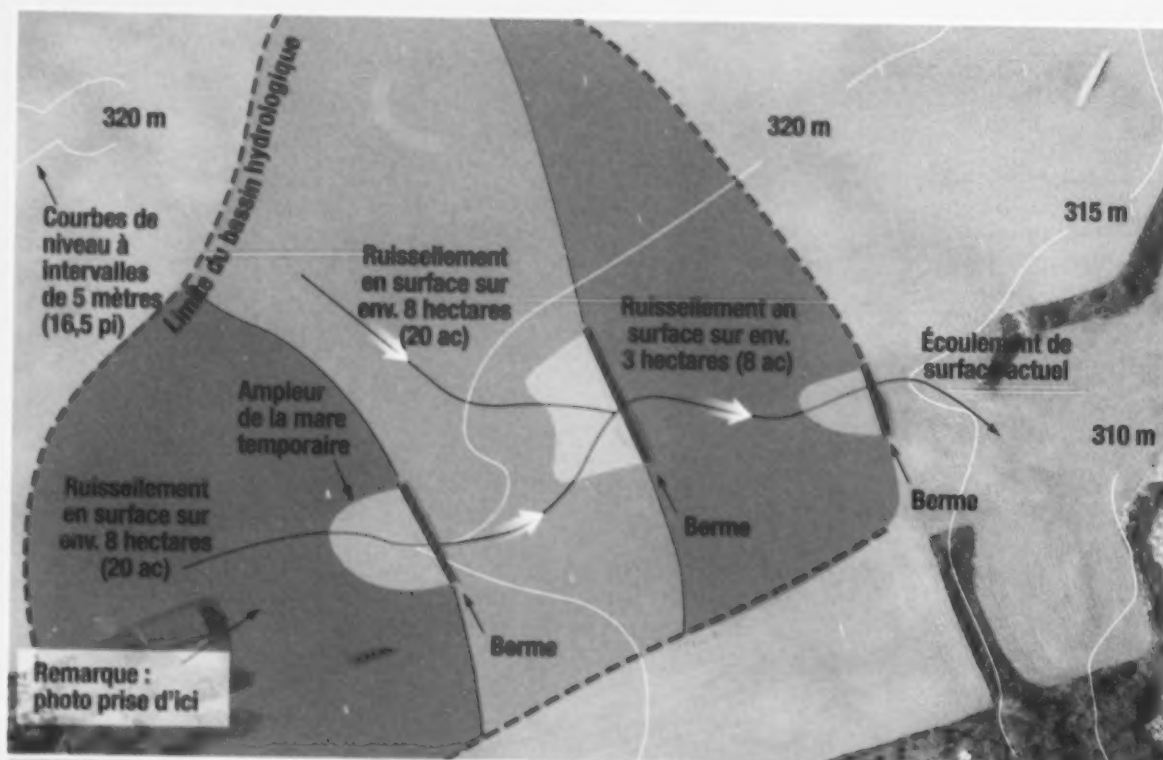 320 m
Courbes de
niveau à
intervalles
de 5 mètres
(16,5 pi)
Limite du bassin hydrologique
Ruissellement
en surface sur
env. 8 hectares
(20 ac)
320 m
315 m
Ruissellement en
surface sur env.
3 hectares (8 ac)
Écoulement de
surface actuel
310 m
Ampleur
de la mare
temporaire
Ruissellement
en surface sur
env. 8 hectares
(20 ac)
Berme
Berme
Berme
Remarque :
photo prise d'ici